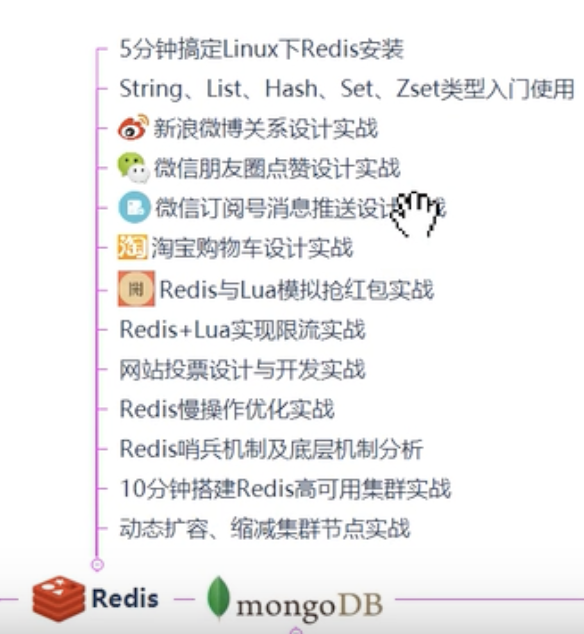 5分钟搞定Linux下Redis安装
String、List、Hash、Set、Zset类型入门使用
新浪微博关系设计实战
微信朋友圈点赞设计实战
微信订阅号消息推送设计战
淘 淘宝购物车设计实战
開 Redis与Lua模拟抢红包实战
Redis+Lua实现限流实战
网站投票设计与开发实战
Redis慢操作优化实战
Redis哨兵机制及底层机制分析
10分钟搭建Redis高可用集群实战
动态扩容、缩减集群节点实战
Redis mongoDB